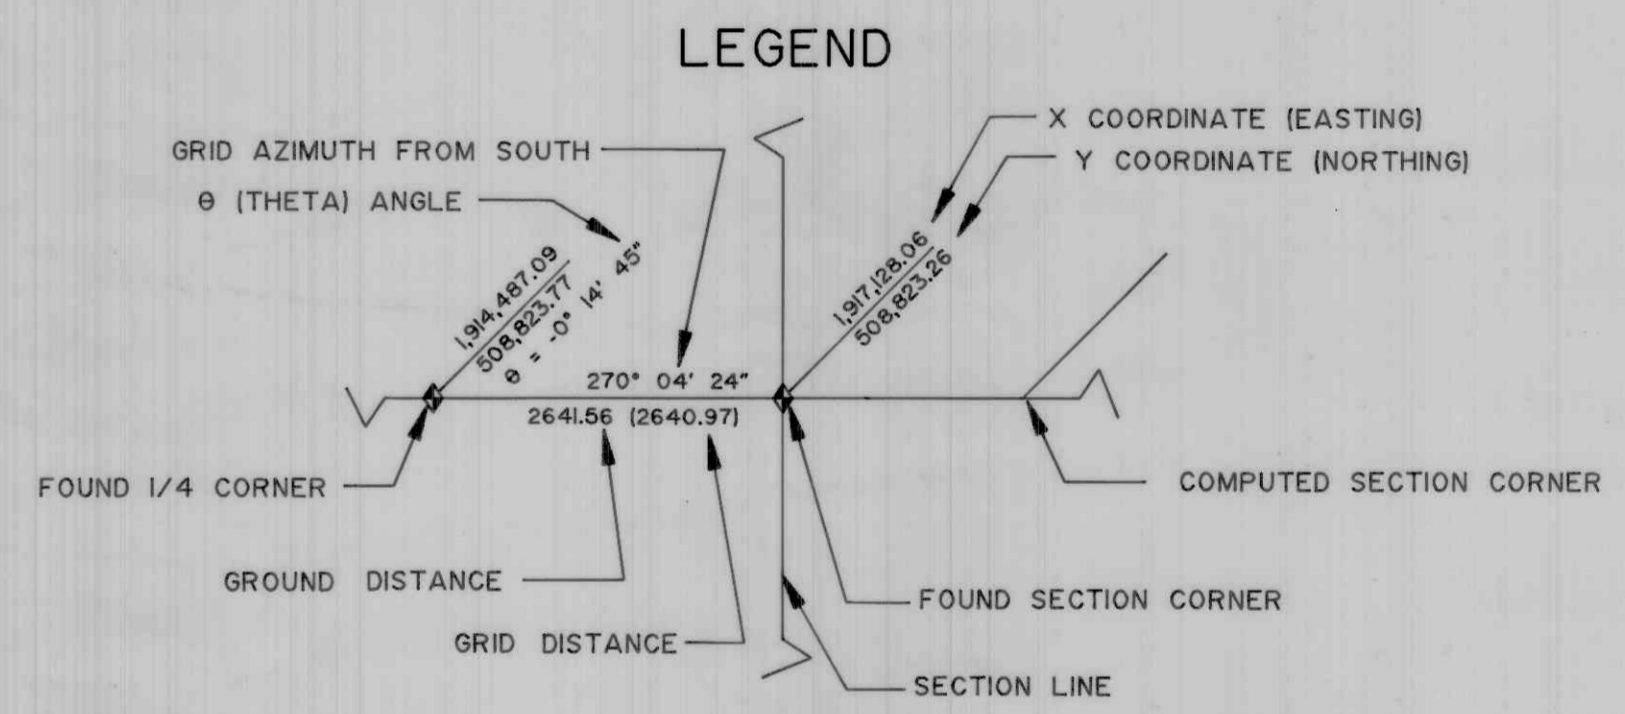 LEGEND
GRID AZIMUTH FROM SOUTH
θ (THETA) ANGLE
X COORDINATE (EASTING)
Y COORDINATE (NORTHING)
1,914,487.09
508,823.77
θ = -0° 14' 45"
1,917,128.06
508,823.26
270° 04' 24"
2641.56 (2640.97)
FOUND 1/4 CORNER
COMPUTED SECTION CORNER
GROUND DISTANCE
FOUND SECTION CORNER
GRID DISTANCE
SECTION LINE